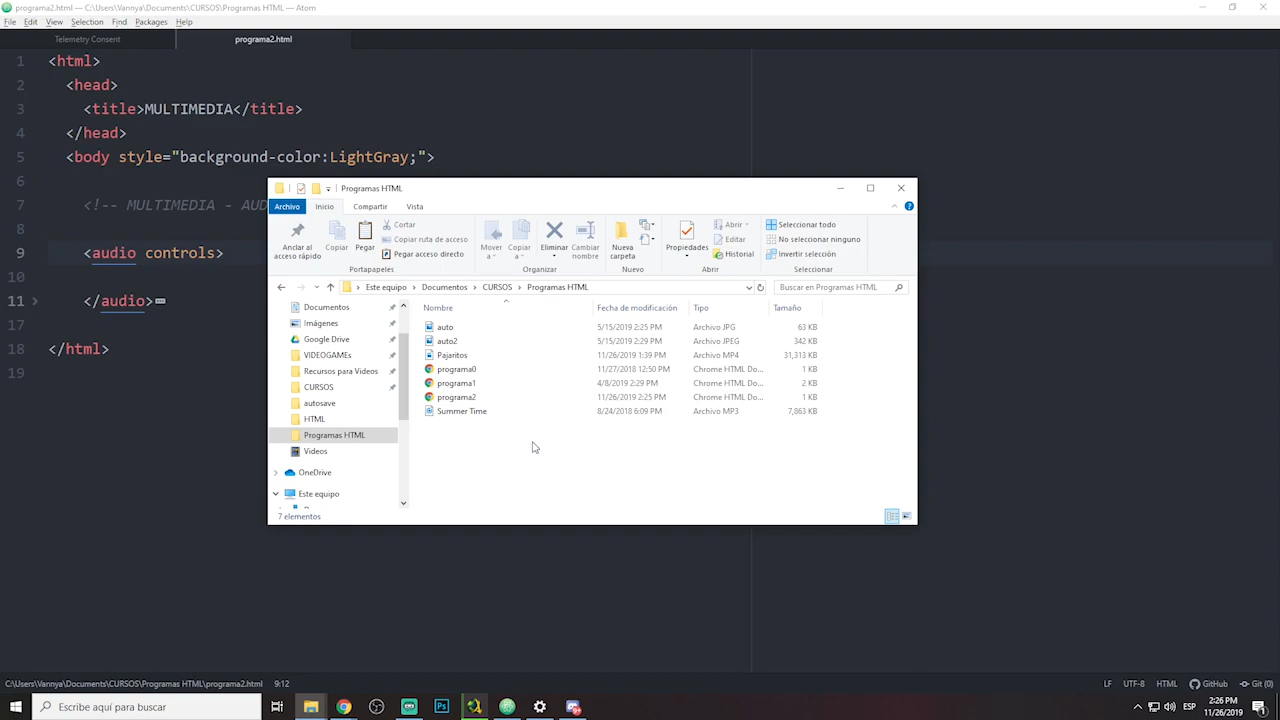 programa2.html — C:\Users\Vannya\Documents\CURSOS\Programas HTML — Atom
File Edit View Selection Find Packages Help
Telemetry Consent
programa2.html
1 <html>
2 <head>
3 <title>MULTIMEDIA</title>
4 </head>
5 <body style="background-color:LightGray;">
6
7 <!-- MULTIMEDIA - AUD
<audio controls>
10
11 </audio>
17
18 </html>
19
Programas HTML
Archivo Inicio Compartir Vista
Anclar al acceso rápido
Copiar
Pegar
Cortar
Copiar ruta de acceso
Pegar acceso directo
Portapapeles
Mover a
Copiar a
Eliminar
Cambiar nombre
Organizar
Nueva carpeta
Nuevo
Propiedades
Abrir
Editar
Historial
Abrir
Seleccionar todo
No seleccionar ninguno
Invertir selección
Seleccionar
Este equipo > Documentos > CURSOS > Programas HTML
Buscar en Programas HTML
Documentos
Imágenes
Google Drive
VIDEOGAMEs
Recursos para Videos
CURSOS
autosave
HTML
Programas HTML
Videos
OneDrive
Este equipo
Nombre Fecha de modificación Tipo Tamaño
auto 5/15/2019 2:25 PM Archivo JPG 63 KB
auto2 5/15/2019 2:29 PM Archivo JPEG 342 KB
Pajaritos 11/26/2019 1:39 PM Archivo MP4 31,313 KB
programa0 11/27/2018 12:50 PM Chrome HTML Do... 1 KB
programa1 4/8/2019 2:29 PM Chrome HTML Do... 2 KB
programa2 11/26/2019 2:25 PM Chrome HTML Do... 1 KB
Summer Time 8/24/2018 6:09 PM Archivo MP3 7,863 KB
7 elementos
C:\Users\Vannya\Documents\CURSOS\Programas HTML\programa2.html 9:12
LF UTF-8 HTML GitHub Git (0)
Escribe aquí para buscar
Ps
ESP
2:26 PM
11/26/2019
1